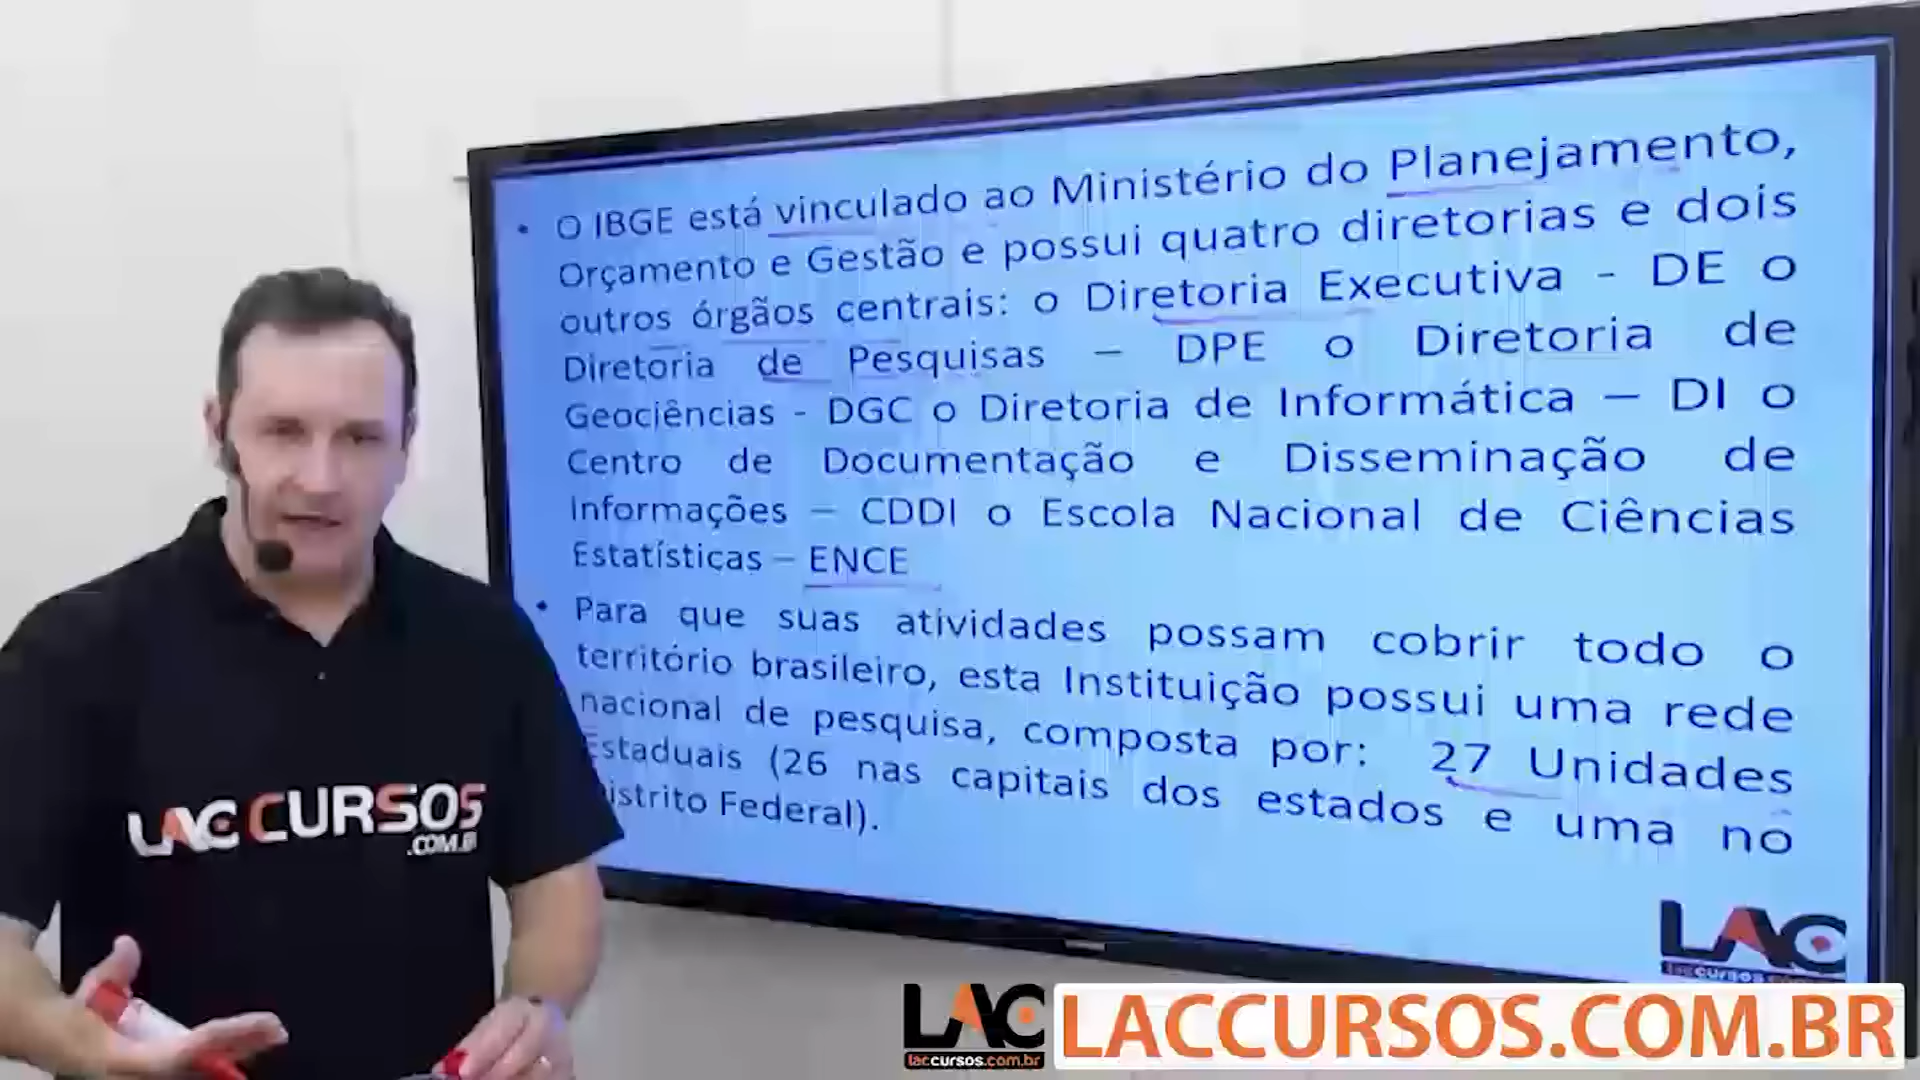 • O IBGE está vinculado ao Ministério do Planejamento,
Orçamento e Gestão e possui quatro diretorias e dois
outros órgãos centrais: o Diretoria Executiva - DE o
Diretoria de Pesquisas – DPE o Diretoria de
Geociências - DGC o Diretoria de Informática – DI o
Centro de Documentação e Disseminação de
Informações – CDDI o Escola Nacional de Ciências
Estatísticas – ENCE
• Para que suas atividades possam cobrir todo o
território brasileiro, esta Instituição possui uma rede
nacional de pesquisa, composta por: 27 Unidades
Estaduais (26 nas capitais dos estados e uma no
Distrito Federal).
LAC CURSOS
.COM.BR
LAC
laccursos.com.br
LAC
laccursos.com.br
LACCURSOS.COM.BR